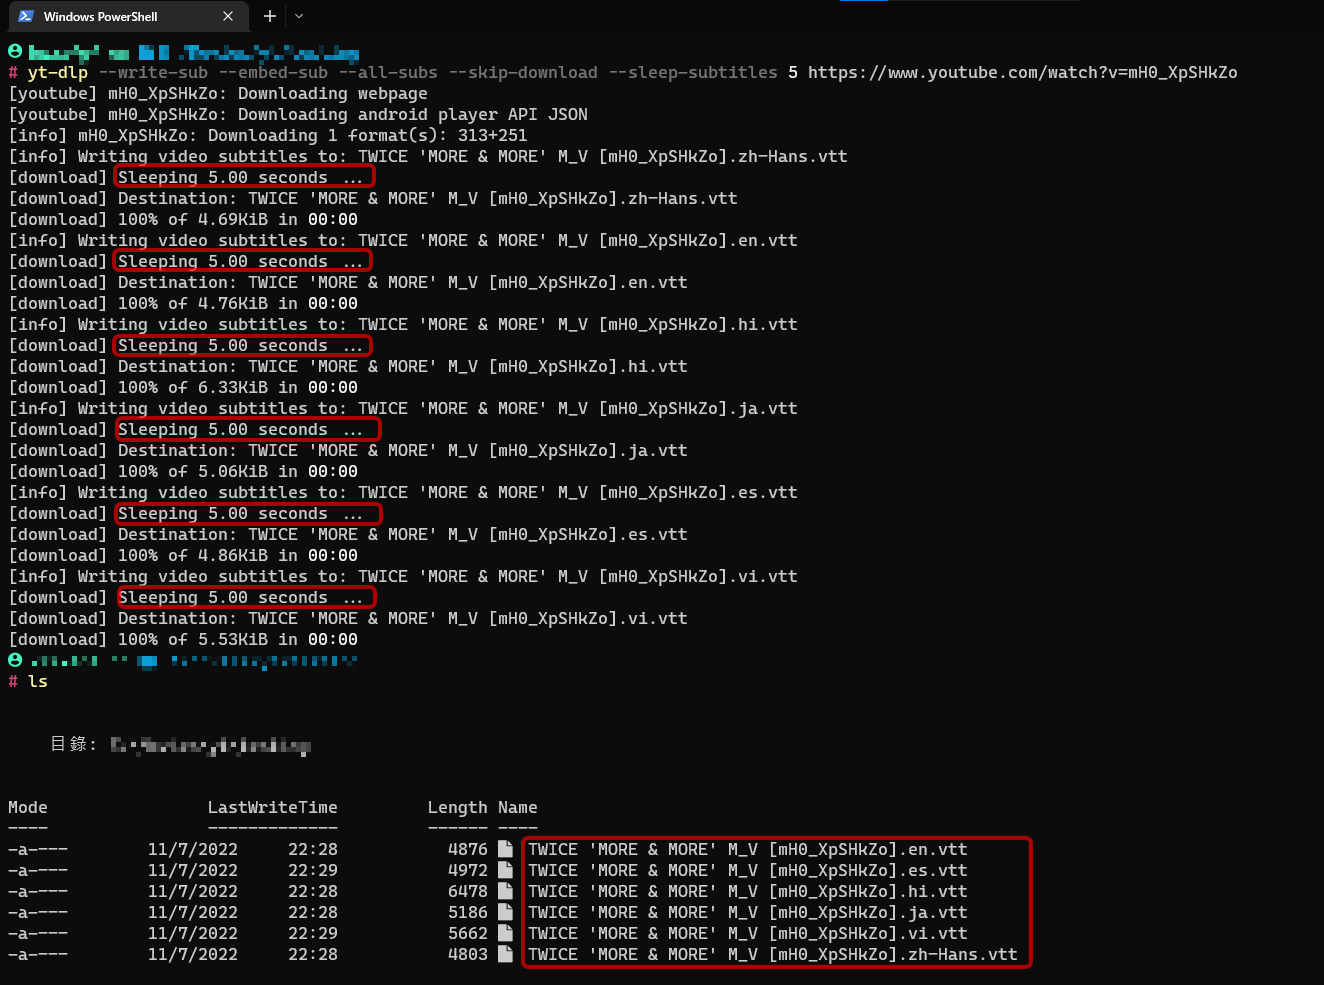 Windows PowerShell
# yt-dlp --write-sub --embed-sub --all-subs --skip-download --sleep-subtitles 5 https://www.youtube.com/watch?v=mH0_XpSHkZo
[youtube] mH0_XpSHkZo: Downloading webpage
[youtube] mH0_XpSHkZo: Downloading android player API JSON
[info] mH0_XpSHkZo: Downloading 1 format(s): 313+251
[info] Writing video subtitles to: TWICE 'MORE & MORE' M_V [mH0_XpSHkZo].zh-Hans.vtt
[download] Sleeping 5.00 seconds ...
[download] Destination: TWICE 'MORE & MORE' M_V [mH0_XpSHkZo].zh-Hans.vtt
[download] 100% of 4.69KiB in 00:00
[info] Writing video subtitles to: TWICE 'MORE & MORE' M_V [mH0_XpSHkZo].en.vtt
[download] Sleeping 5.00 seconds ...
[download] Destination: TWICE 'MORE & MORE' M_V [mH0_XpSHkZo].en.vtt
[download] 100% of 4.76KiB in 00:00
[info] Writing video subtitles to: TWICE 'MORE & MORE' M_V [mH0_XpSHkZo].hi.vtt
[download] Sleeping 5.00 seconds ...
[download] Destination: TWICE 'MORE & MORE' M_V [mH0_XpSHkZo].hi.vtt
[download] 100% of 6.33KiB in 00:00
[info] Writing video subtitles to: TWICE 'MORE & MORE' M_V [mH0_XpSHkZo].ja.vtt
[download] Sleeping 5.00 seconds ...
[download] Destination: TWICE 'MORE & MORE' M_V [mH0_XpSHkZo].ja.vtt
[download] 100% of 5.06KiB in 00:00
[info] Writing video subtitles to: TWICE 'MORE & MORE' M_V [mH0_XpSHkZo].es.vtt
[download] Sleeping 5.00 seconds ...
[download] Destination: TWICE 'MORE & MORE' M_V [mH0_XpSHkZo].es.vtt
[download] 100% of 4.86KiB in 00:00
[info] Writing video subtitles to: TWICE 'MORE & MORE' M_V [mH0_XpSHkZo].vi.vtt
[download] Sleeping 5.00 seconds ...
[download] Destination: TWICE 'MORE & MORE' M_V [mH0_XpSHkZo].vi.vtt
[download] 100% of 5.53KiB in 00:00
# ls
目錄:
Mode LastWriteTime Length Name
---- ------------- ------ ----
-a---- 11/7/2022 22:28 4876 TWICE 'MORE & MORE' M_V [mH0_XpSHkZo].en.vtt
-a---- 11/7/2022 22:29 4972 TWICE 'MORE & MORE' M_V [mH0_XpSHkZo].es.vtt
-a---- 11/7/2022 22:28 6478 TWICE 'MORE & MORE' M_V [mH0_XpSHkZo].hi.vtt
-a---- 11/7/2022 22:28 5186 TWICE 'MORE & MORE' M_V [mH0_XpSHkZo].ja.vtt
-a---- 11/7/2022 22:29 5662 TWICE 'MORE & MORE' M_V [mH0_XpSHkZo].vi.vtt
-a---- 11/7/2022 22:28 4803 TWICE 'MORE & MORE' M_V [mH0_XpSHkZo].zh-Hans.vtt